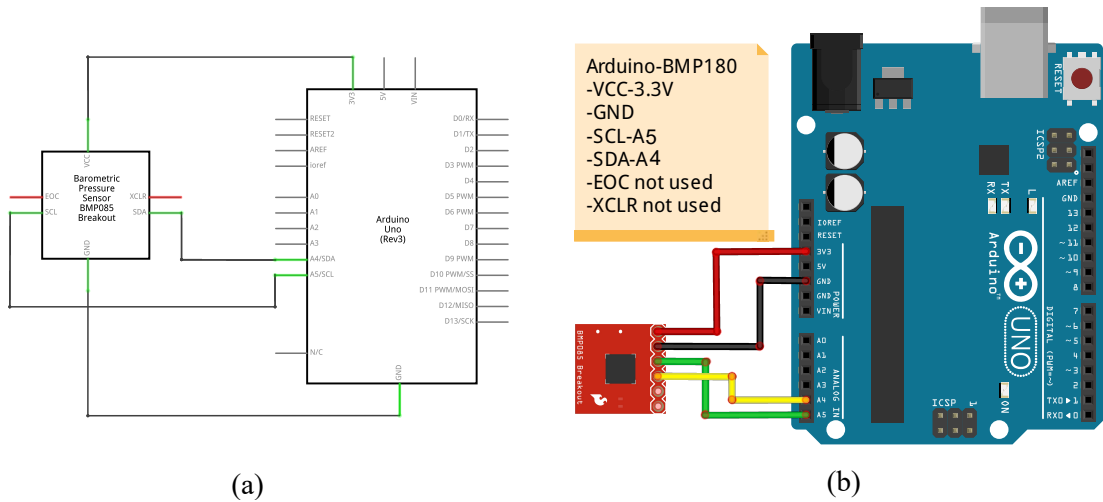 3V3
5V
VIN
VCC
Barometric
Pressure
Sensor
BMP085
Breakout
EOC
SCL
XCLR
SDA
GND
RESET
RESET2
AREF
ioref
A0
A1
A2
A3
A4/SDA
A5/SCL
N/C
Arduino
Uno
(Rev3)
D0/RX
D1/TX
D2
D3 PWM
D4
D5 PWM
D6 PWM
D7
D8
D9 PWM
D10 PWM/SS
D11 PWM/MOSI
D12/MISO
D13/SCK
GND
(a)
Arduino-BMP180
-VCC-3.3V
-GND
-SCL-A5
-SDA-A4
-EOC not used
-XCLR not used
BMP085 Breakout
RESET
ICSP2
IOREF
RESET
3V3
5V
GND
GND
VIN
POWER
A0
A1
A2
A3
A4
A5
ANALOG IN
RX
TX
L
Arduino™
UNO
ON
ICSP
1
AREF
GND
13
12
~11
~10
~9
8
7
~6
~5
4
~3
2
TX0▶1
RX0◀0
DIGITAL (PWM=~)
(b)